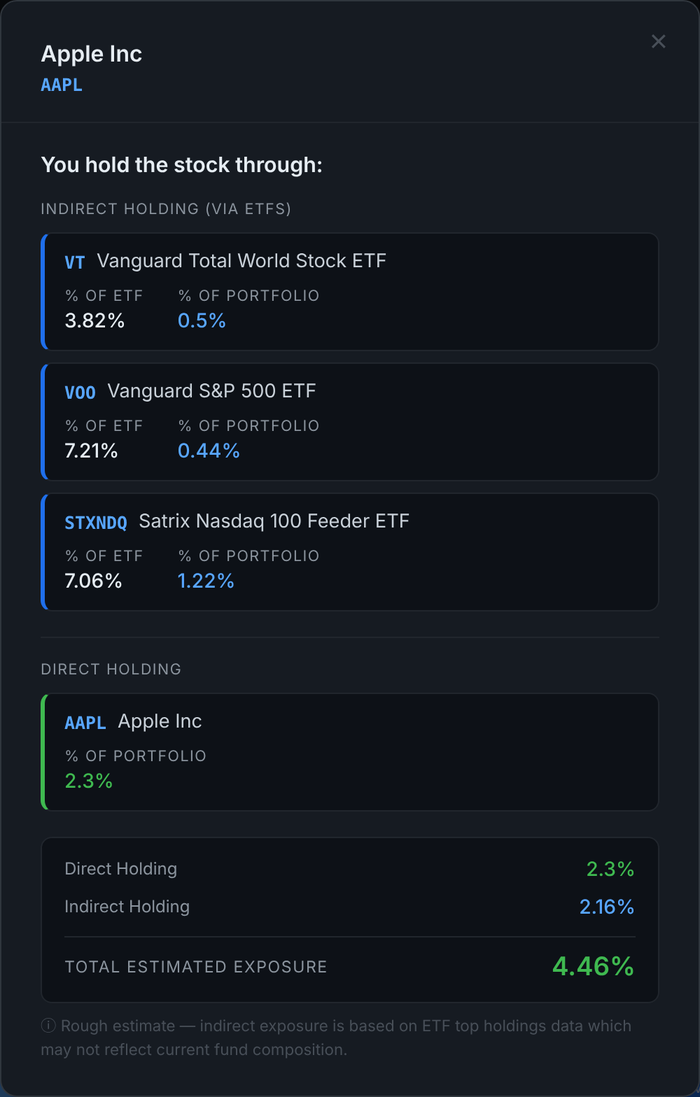 Apple Inc
AAPL
You hold the stock through:
INDIRECT HOLDING (VIA ETFS)
VT Vanguard Total World Stock ETF
% OF ETF % OF PORTFOLIO
3.82% 0.5%
VOO Vanguard S&P 500 ETF
% OF ETF % OF PORTFOLIO
7.21% 0.44%
STXNDQ Satrix Nasdaq 100 Feeder ETF
% OF ETF % OF PORTFOLIO
7.06% 1.22%
DIRECT HOLDING
AAPL Apple Inc
% OF PORTFOLIO
2.3%
Direct Holding 2.3%
Indirect Holding 2.16%
TOTAL ESTIMATED EXPOSURE 4.46%
ⓘ Rough estimate — indirect exposure is based on ETF top holdings data which
may not reflect current fund composition.